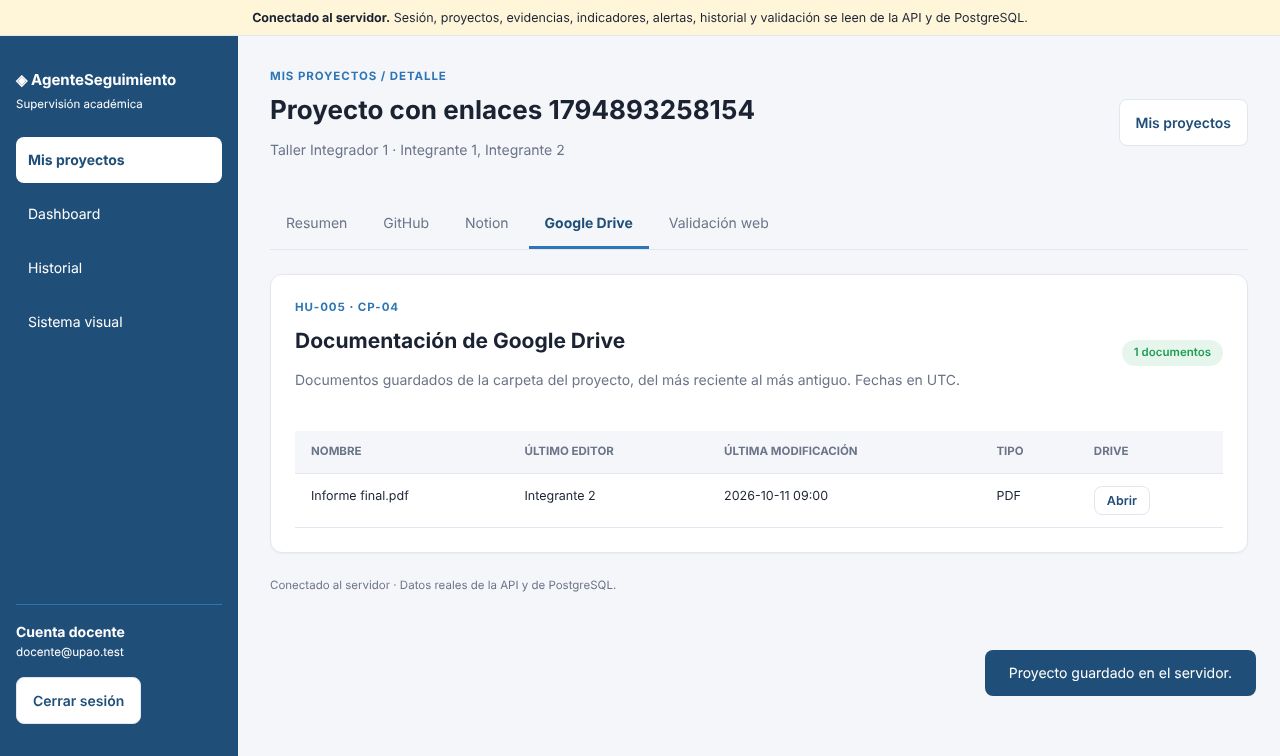 Conectado al servidor. Sesión, proyectos, evidencias, indicadores, alertas, historial y validación se leen de la API y de PostgreSQL.
◈ AgenteSeguimiento
Supervisión académica
Mis proyectos
Dashboard
Historial
Sistema visual
Cuenta docente
docente@upao.test
Cerrar sesión
MIS PROYECTOS / DETALLE
Proyecto con enlaces 1794893258154
Taller Integrador 1 · Integrante 1, Integrante 2
Mis proyectos
Resumen GitHub Notion Google Drive Validación web
HU-005 · CP-04
Documentación de Google Drive
Documentos guardados de la carpeta del proyecto, del más reciente al más antiguo. Fechas en UTC.
1 documentos
NOMBRE ÚLTIMO EDITOR ÚLTIMA MODIFICACIÓN TIPO DRIVE
Informe final.pdf Integrante 2 2026-10-11 09:00 PDF Abrir
Conectado al servidor · Datos reales de la API y de PostgreSQL.
Proyecto guardado en el servidor.